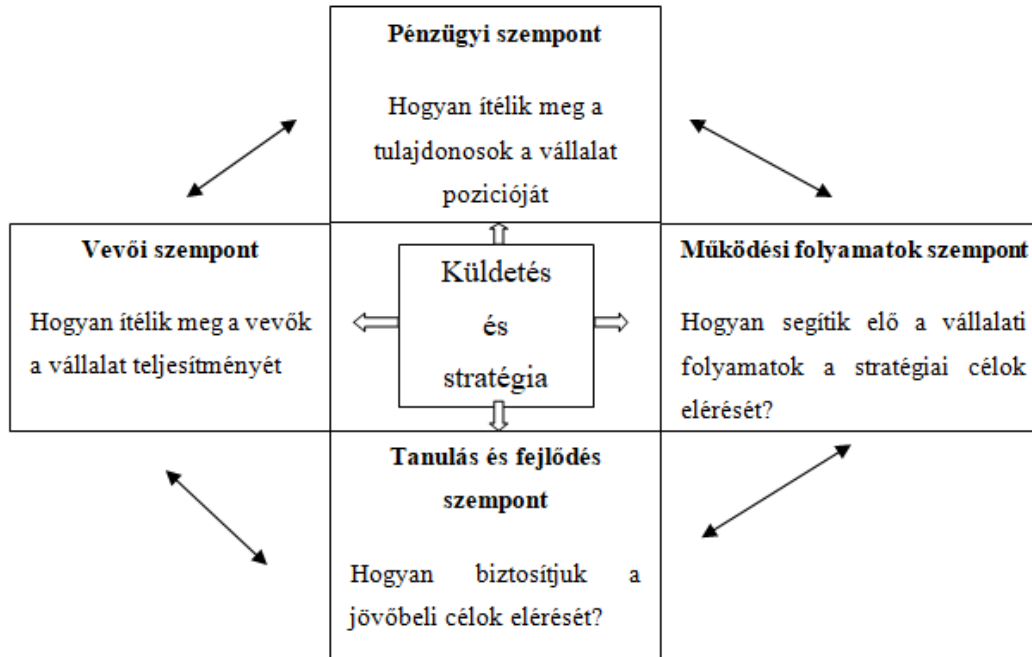 Pénzügyi szempont
Hogyan ítélik meg a
tulajdonosok a vállalat
pozicióját
Vevői szempont
Hogyan ítélik meg a vevők
a vállalat teljesítményét
Küldetés
és
stratégia
Működési folyamatok szempont
Hogyan segítik elő a vállalati
folyamatok a stratégiai célok
elérését?
Tanulás és fejlődés
szempont
Hogyan biztosítjuk a
jövőbeli célok elérését?